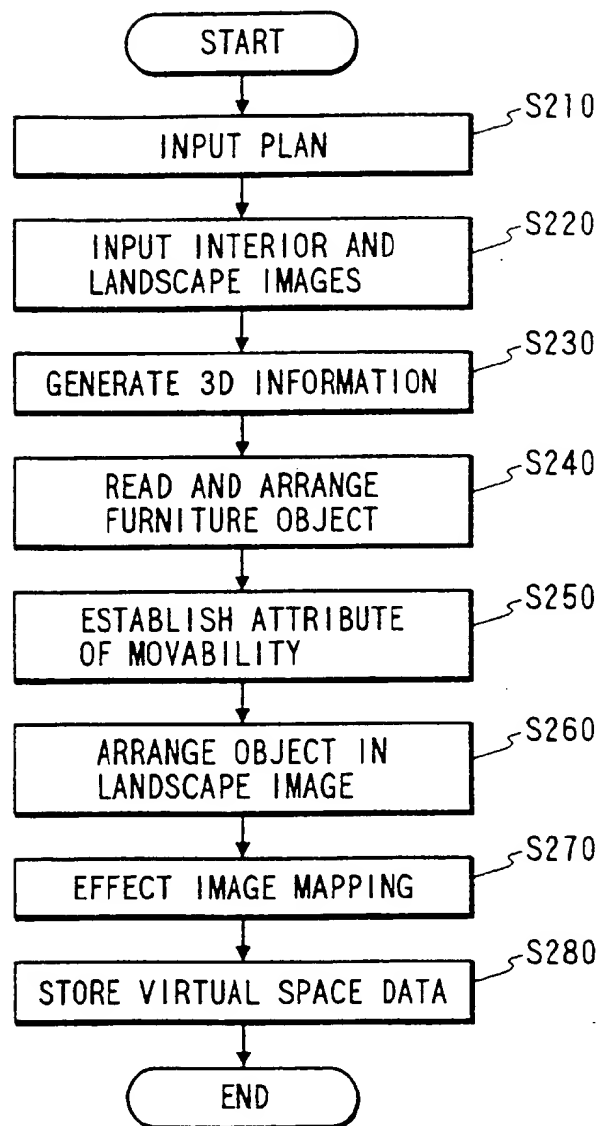 START
S210
INPUT PLAN
S220
INPUT INTERIOR AND
LANDSCAPE IMAGES
S230
GENERATE 3D INFORMATION
S240
READ AND ARRANGE
FURNITURE OBJECT
S250
ESTABLISH ATTRIBUTE
OF MOVABILITY
S260
ARRANGE OBJECT IN
LANDSCAPE IMAGE
S270
EFFECT IMAGE MAPPING
S280
STORE VIRTUAL SPACE DATA
END